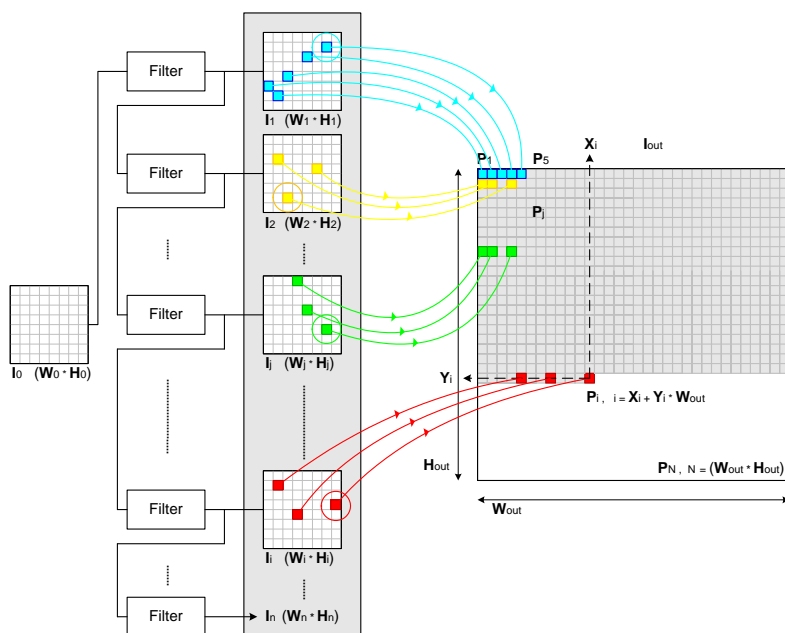 Filter
I1 (W1 * H1)
Filter
I2 (W2 * H2)
Filter
I0 (W0 * H0)
Ij (Wj * Hj)
Filter
Ii (Wi * Hi)
Filter
In (Wn * Hn)
Xi
Iout
P1
P5
Pj
Yi
Pi , i = Xi + Yi * Wout
Hout
PN , N = (Wout * Hout)
Wout